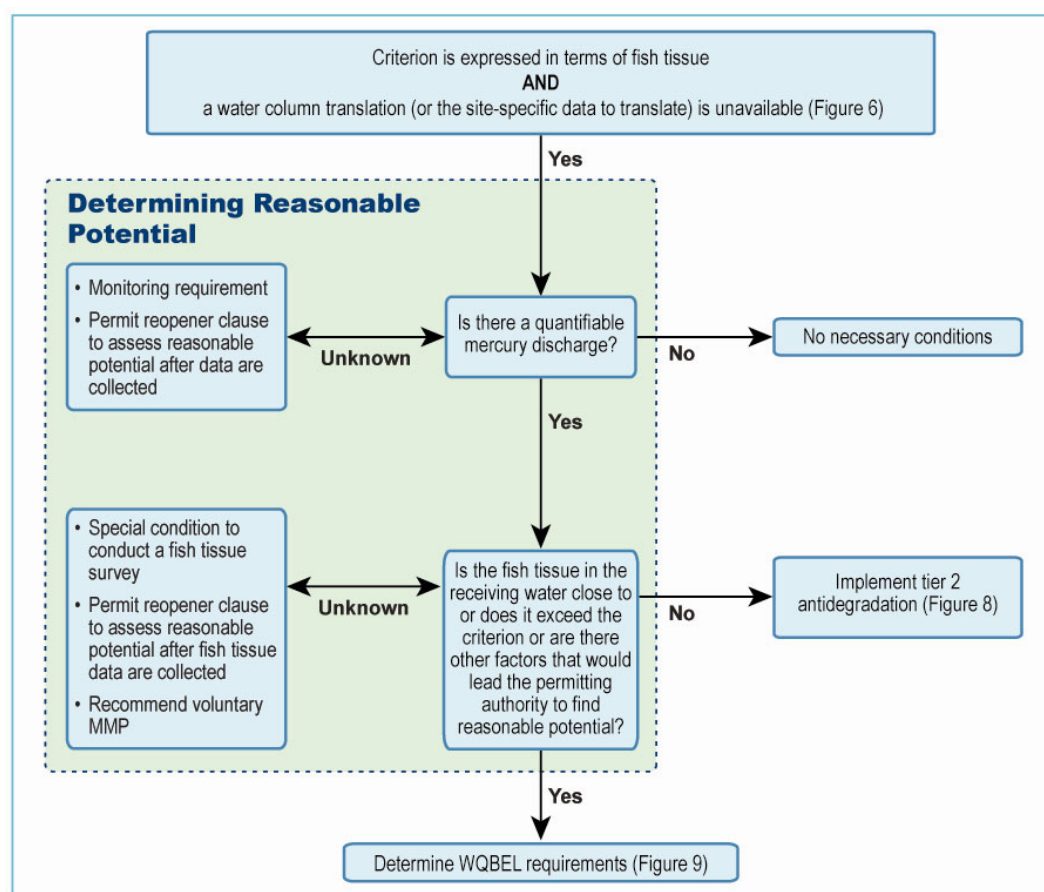 Criterion is expressed in terms of fish tissue
AND
a water column translation (or the site-specific data to translate) is unavailable (Figure 6)
Yes
Determining Reasonable
Potential
• Monitoring requirement
• Permit reopener clause
to assess reasonable
potential after data are
collected
Unknown
Is there a quantifiable
mercury discharge?
No
No necessary conditions
Yes
• Special condition to
conduct a fish tissue
survey
• Permit reopener clause
to assess reasonable
potential after fish tissue
data are collected
• Recommend voluntary
MMP
Unknown
Is the fish tissue in the
receiving water close to
or does it exceed the
criterion or are there
other factors that would
lead the permitting
authority to find
reasonable potential?
No
Implement tier 2
antidegradation (Figure 8)
Yes
Determine WQBEL requirements (Figure 9)